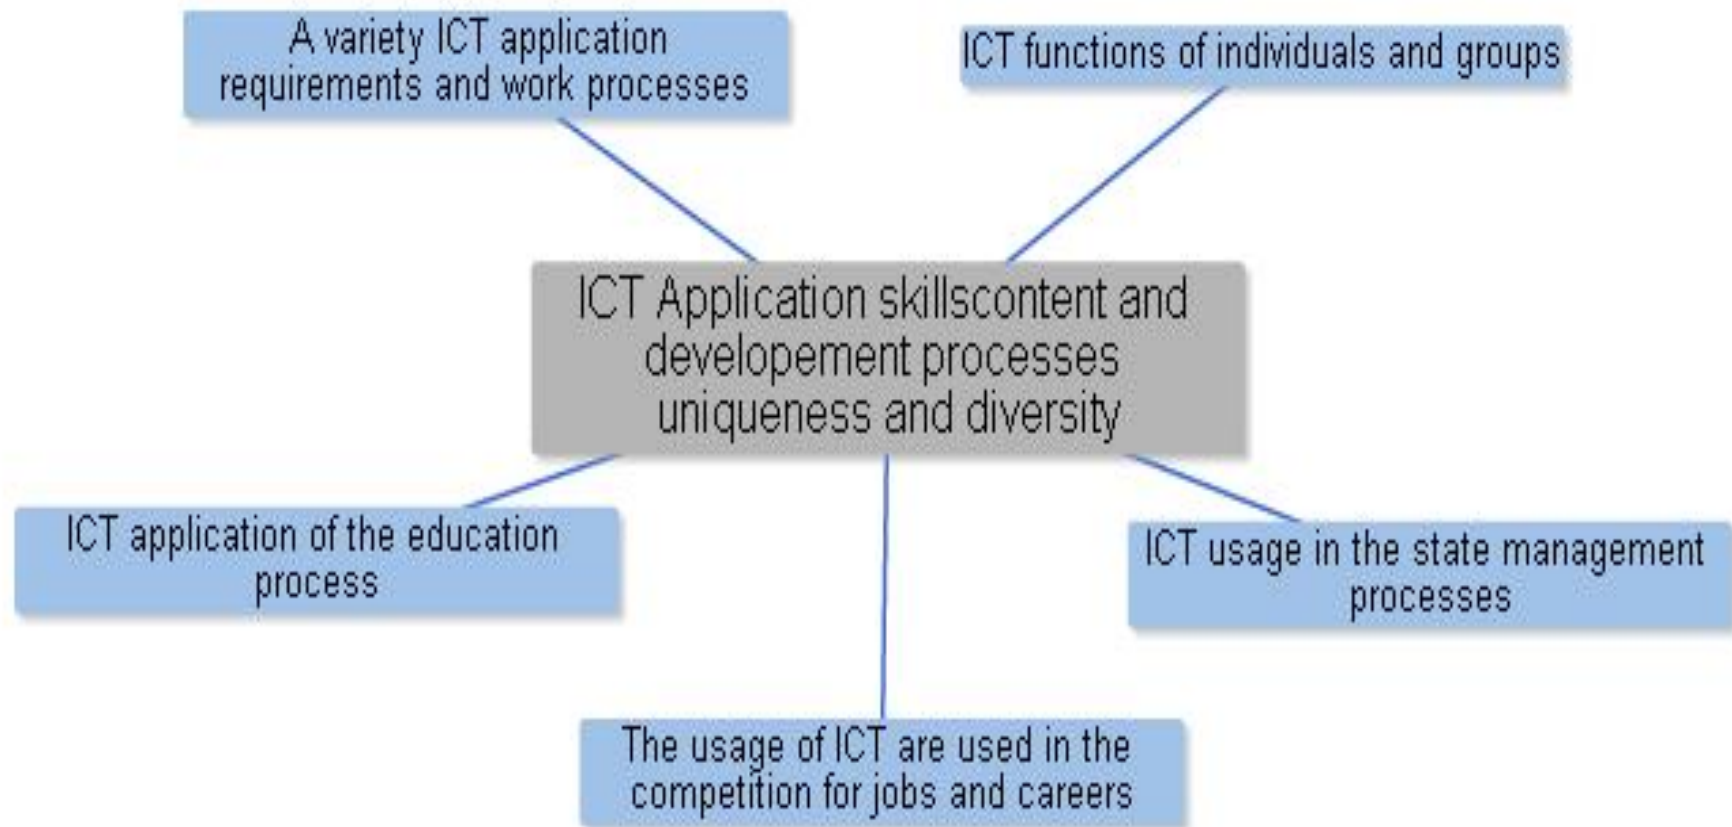 A variety ICT application
requirements and work processes
ICT functions of individuals and groups
ICT Application skillscontent and
developement processes
uniqueness and diversity
ICT application of the education
process
ICT usage in the state management
processes
The usage of ICT are used in the
competition for jobs and careers